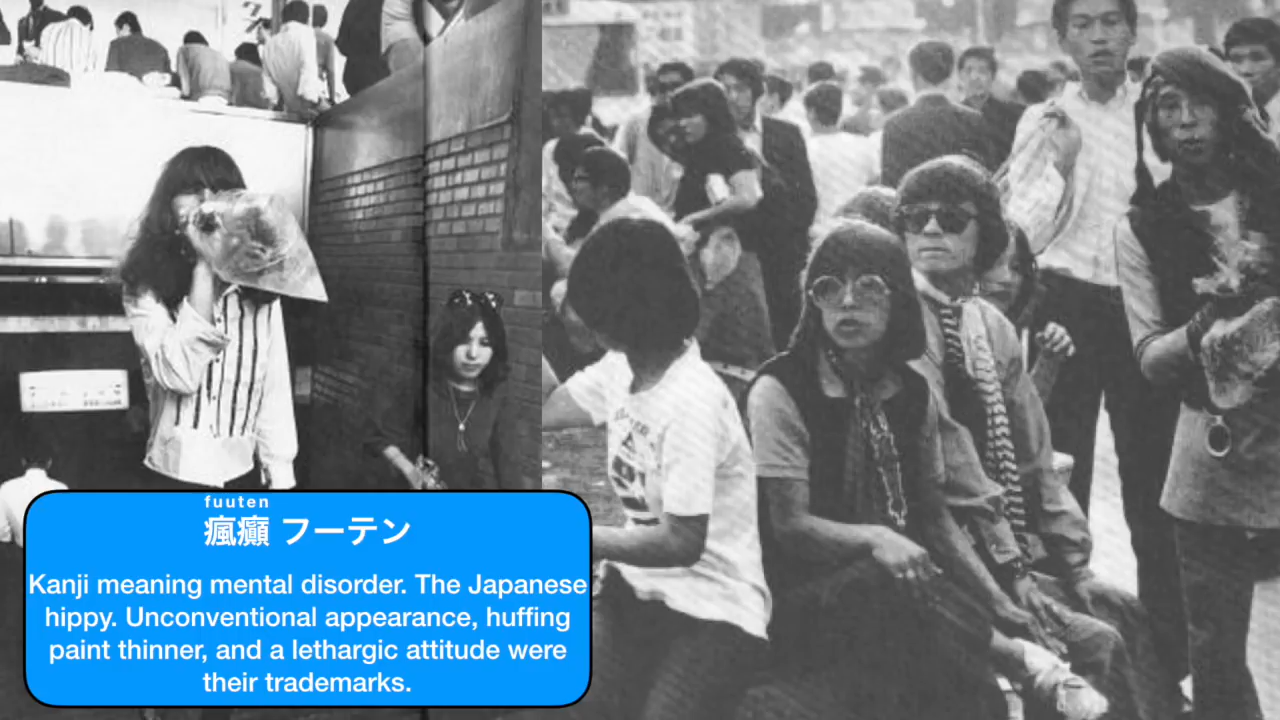 fuuten
瘋癲 フーテン
Kanji meaning mental disorder. The Japanese
hippy. Unconventional appearance, huffing
paint thinner, and a lethargic attitude were
their trademarks.